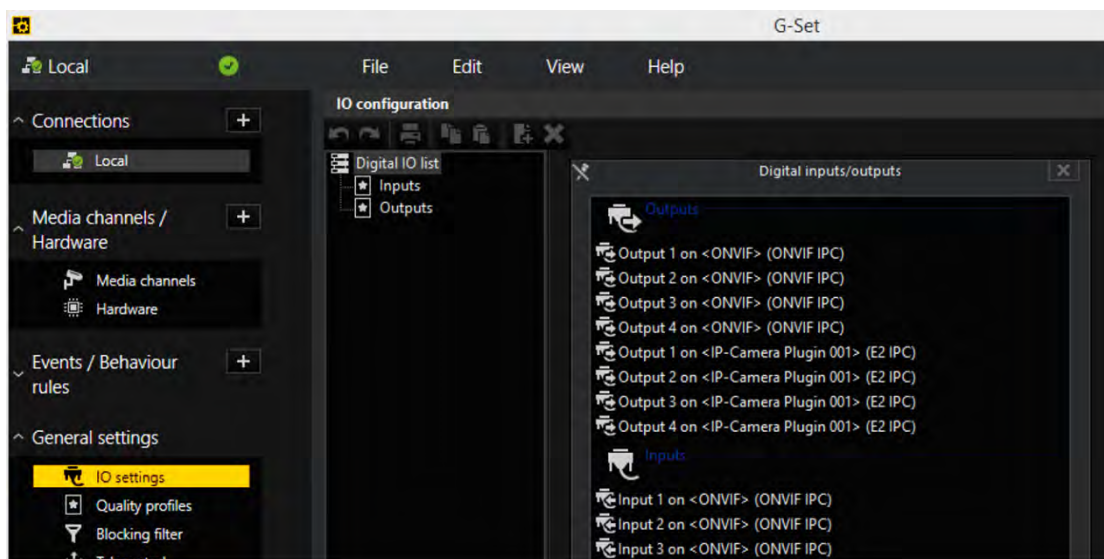 G-Set
Local
File Edit View Help
Connections
Local
Media channels /
Hardware
Media channels
Hardware
Events / Behaviour
rules
General settings
IO settings
Quality profiles
Blocking filter
IO configuration
Digital IO list
Inputs
Outputs
Digital inputs/outputs
Outputs
Output 1 on <ONVIF> (ONVIF IPC)
Output 2 on <ONVIF> (ONVIF IPC)
Output 3 on <ONVIF> (ONVIF IPC)
Output 4 on <ONVIF> (ONVIF IPC)
Output 1 on <IP-Camera Plugin 001> (E2 IPC)
Output 2 on <IP-Camera Plugin 001> (E2 IPC)
Output 3 on <IP-Camera Plugin 001> (E2 IPC)
Output 4 on <IP-Camera Plugin 001> (E2 IPC)
Inputs
Input 1 on <ONVIF> (ONVIF IPC)
Input 2 on <ONVIF> (ONVIF IPC)
Input 3 on <ONVIF> (ONVIF IPC)